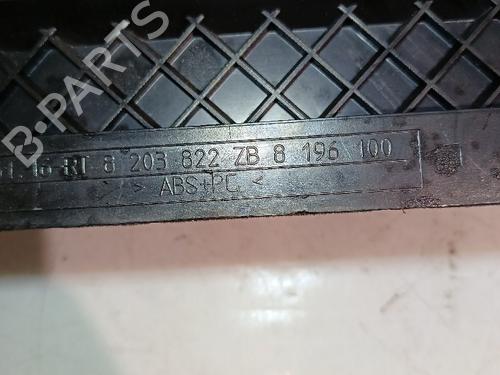 B-PARTS
16 RT 8 203 822 ZB 8 196 100
> ABS+PC <